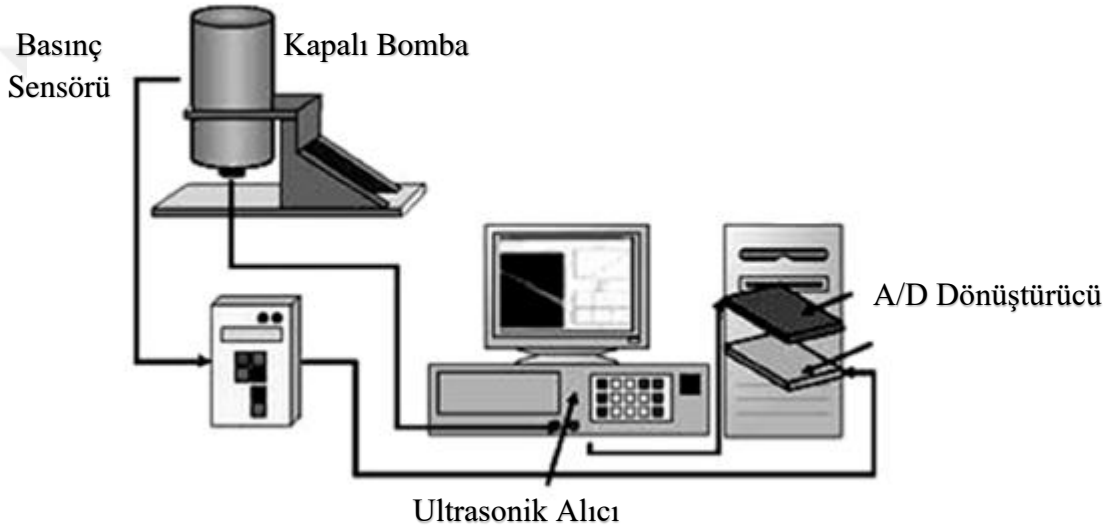 Basınç
Sensörü
Kapalı Bomba
A/D Dönüştürücü
Ultrasonik Alıcı